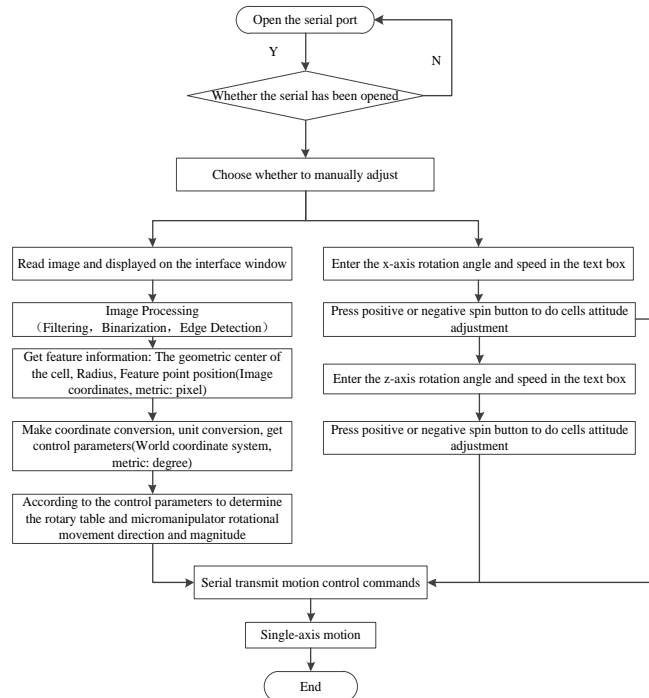 Open the serial port
Y
N
Whether the serial has been opened
Choose whether to manually adjust
Read image and displayed on the interface window
Image Processing
（Filtering，Binarization，Edge Detection）
Get feature information: The geometric center of
the cell, Radius, Feature point position(Image
coordinates, metric: pixel)
Make coordinate conversion, unit conversion, get
control parameters(World coordinate system,
metric: degree)
According to the control parameters to determine
the rotary table and micromanipulator rotational
movement direction and magnitude
Enter the x-axis rotation angle and speed in the text box
Press positive or negative spin button to do cells attitude
adjustment
Enter the z-axis rotation angle and speed in the text box
Press positive or negative spin button to do cells attitude
adjustment
Serial transmit motion control commands
Single-axis motion
End